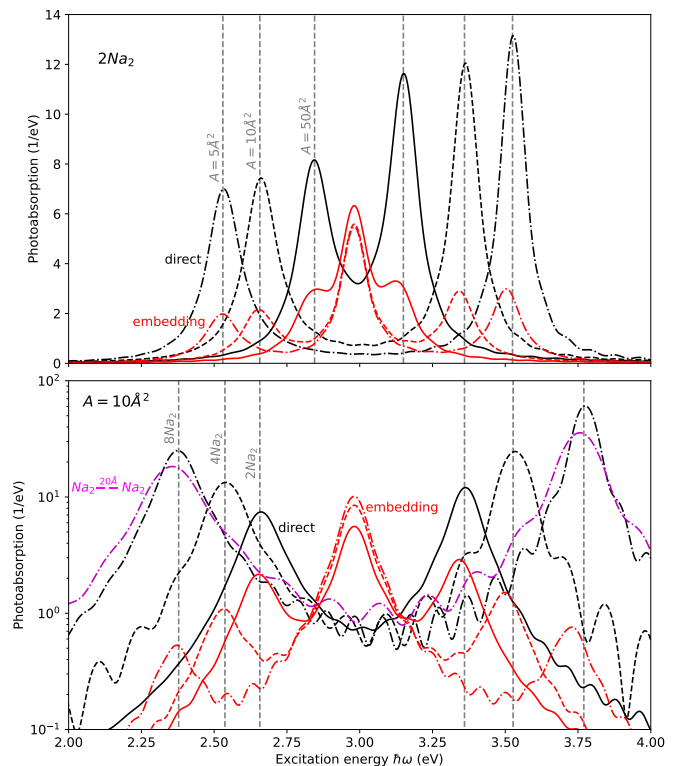 14
2Na₂
12
10
8
6
4
2
0
Photoabsorption (1/eV)
A = 5Å²
A = 10Å²
A = 50Å²
direct
embedding
10²
10¹
10⁰
10⁻¹
Photoabsorption (1/eV)
A = 10Å²
8Na₂
4Na₂
2Na₂
Na₂ 20Å Na₂
direct
embedding
2.00 2.25 2.50 2.75 3.00 3.25 3.50 3.75 4.00
Excitation energy ℏω (eV)